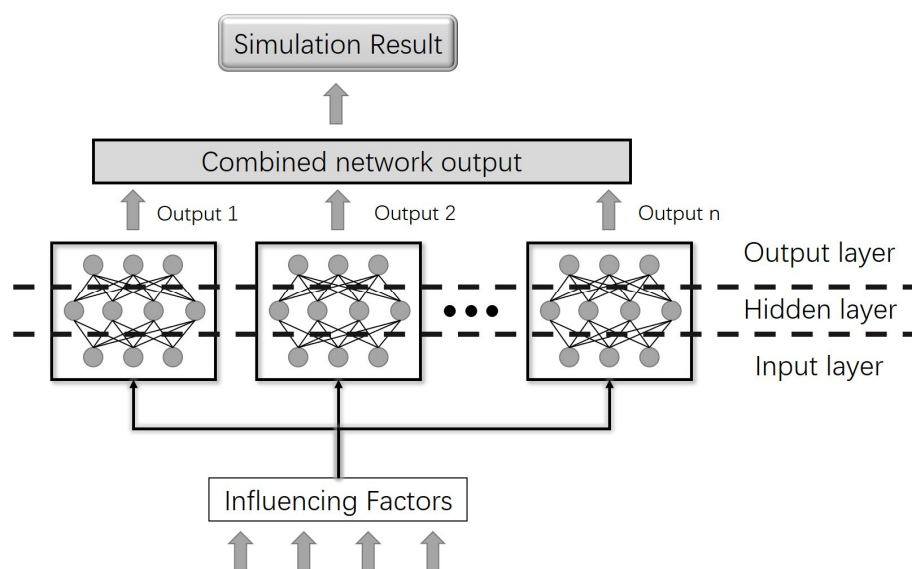 Simulation Result
Combined network output
Output 1
Output 2
Output n
Output layer
Hidden layer
Input layer
Influencing Factors